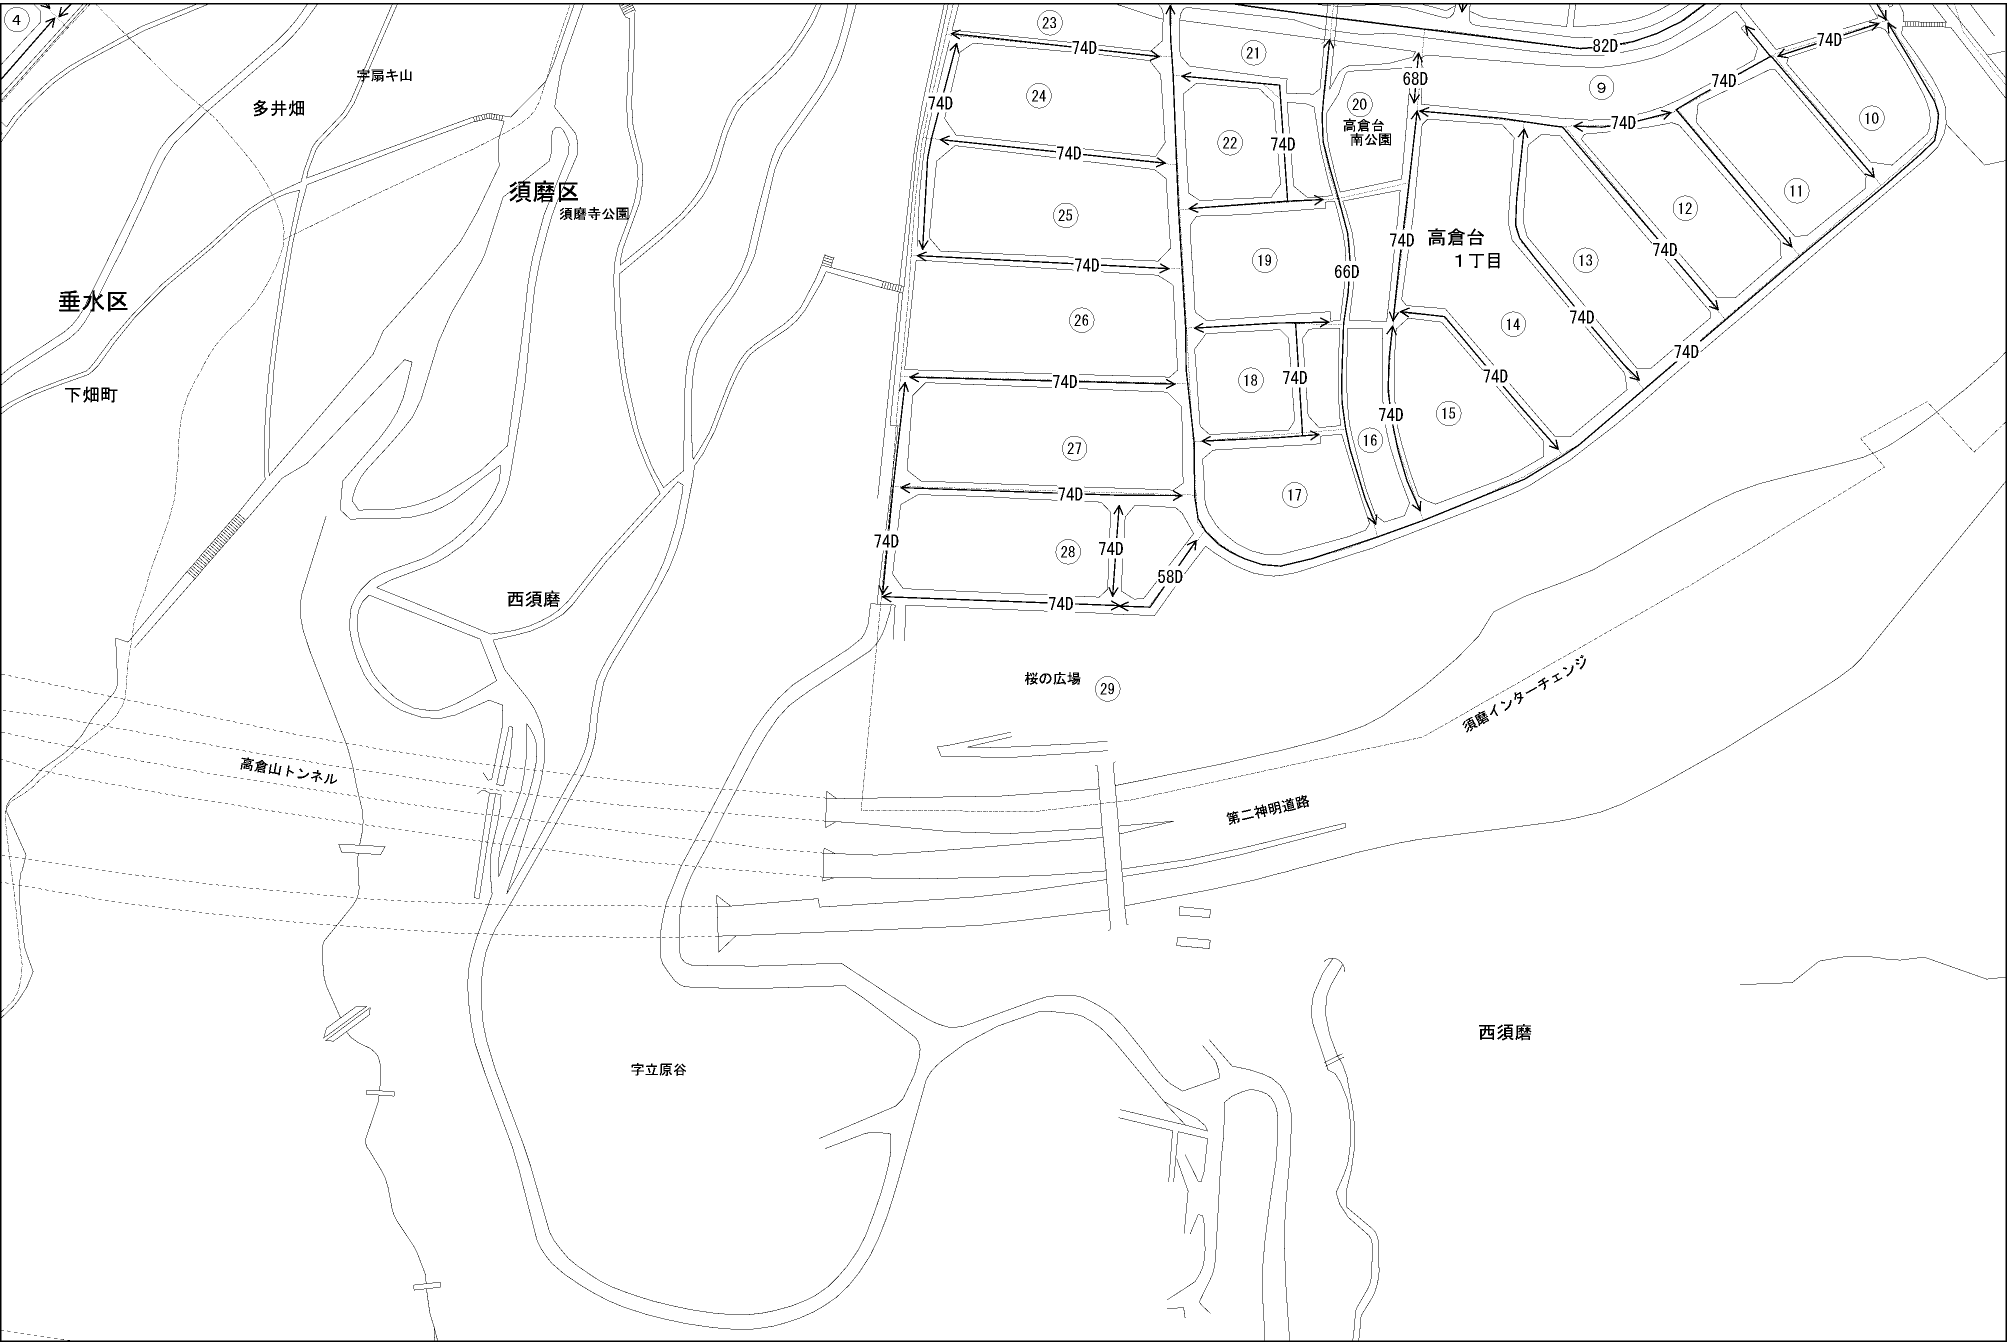 ④
㉓
74D
㉑
82D
74D
字扇キ山
多井畑
74D
㉔
68D
⑨
74D
⑳
高倉台
南公園
74D
⑩
㉒
74D
74D
須磨区
須磨寺公園
㉕
⑪
⑫
74D
高倉台
1丁目
74D
⑲
⑬
74D
66D
垂水区
㉖
⑭
74D
74D
下畑町
74D
⑱
74D
74D
⑮
74D
㉗
⑯
74D
⑰
74D
㉘
74D
58D
西須磨
74D
桜の広場
㉙
須磨インターチェンジ
高倉山トンネル
第二神明道路
西須磨
字立原谷